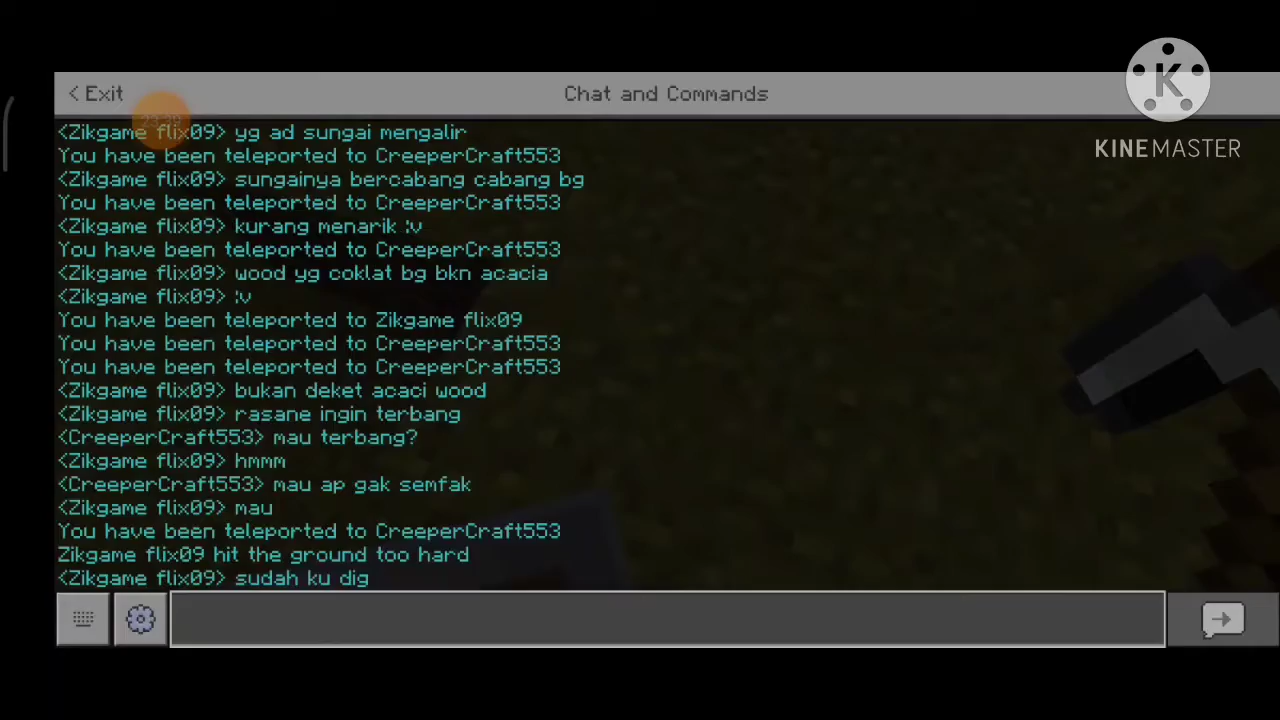 < Exit
Chat and Commands
KINEMASTER
<Zikgame flix09> yg ad sungai mengalir
You have been teleported to CreeperCraft553
<Zikgame flix09> sungainya bercabang cabang bg
You have been teleported to CreeperCraft553
<Zikgame flix09> kurang menarik :v
You have been teleported to CreeperCraft553
<Zikgame flix09> wood yg coklat bg bkn acacia
<Zikgame flix09> :v
You have been teleported to Zikgame flix09
You have been teleported to CreeperCraft553
You have been teleported to CreeperCraft553
<Zikgame flix09> bukan deket acaci wood
<Zikgame flix09> rasane ingin terbang
<CreeperCraft553> mau terbang?
<Zikgame flix09> hmmm
<CreeperCraft553> mau ap gak semfak
<Zikgame flix09> mau
You have been teleported to CreeperCraft553
Zikgame flix09 hit the ground too hard
<Zikgame flix09> sudah ku dig